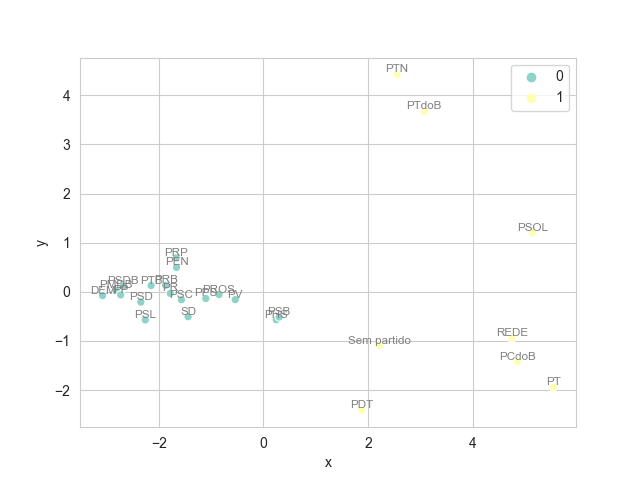 PTN
0
1
4
PTdoB
3
2
PSOL
1
PRP
PEN
PSDB
PTB
PRB
0
DEM
PSD
PR
PSC
PPS
PROS
PV
PSL
SD
PSB
y
−1
Sem partido
REDE
PCdoB
PT
−2
PDT
−2
0
2
4
x